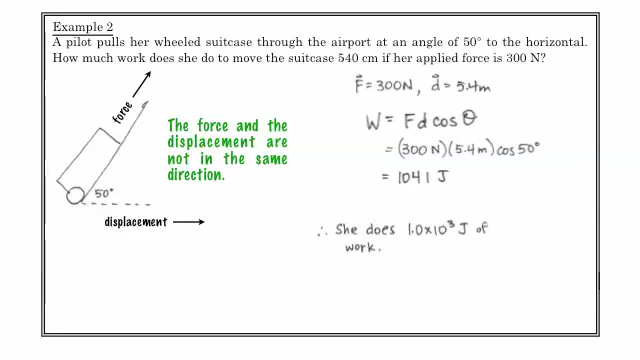 Example 2
A pilot pulls her wheeled suitcase through the airport at an angle of 50° to the horizontal.
How much work does she do to move the suitcase 540 cm if her applied force is 300 N?
force
50°
displacement
The force and the
displacement are
not in the same
direction.
F⃗ = 300N, d⃗ = 5.4m
W = Fd cos θ
= (300 N)(5.4 m) cos 50°
= 1041 J
∴ She does 1.0x10³ J of
work.